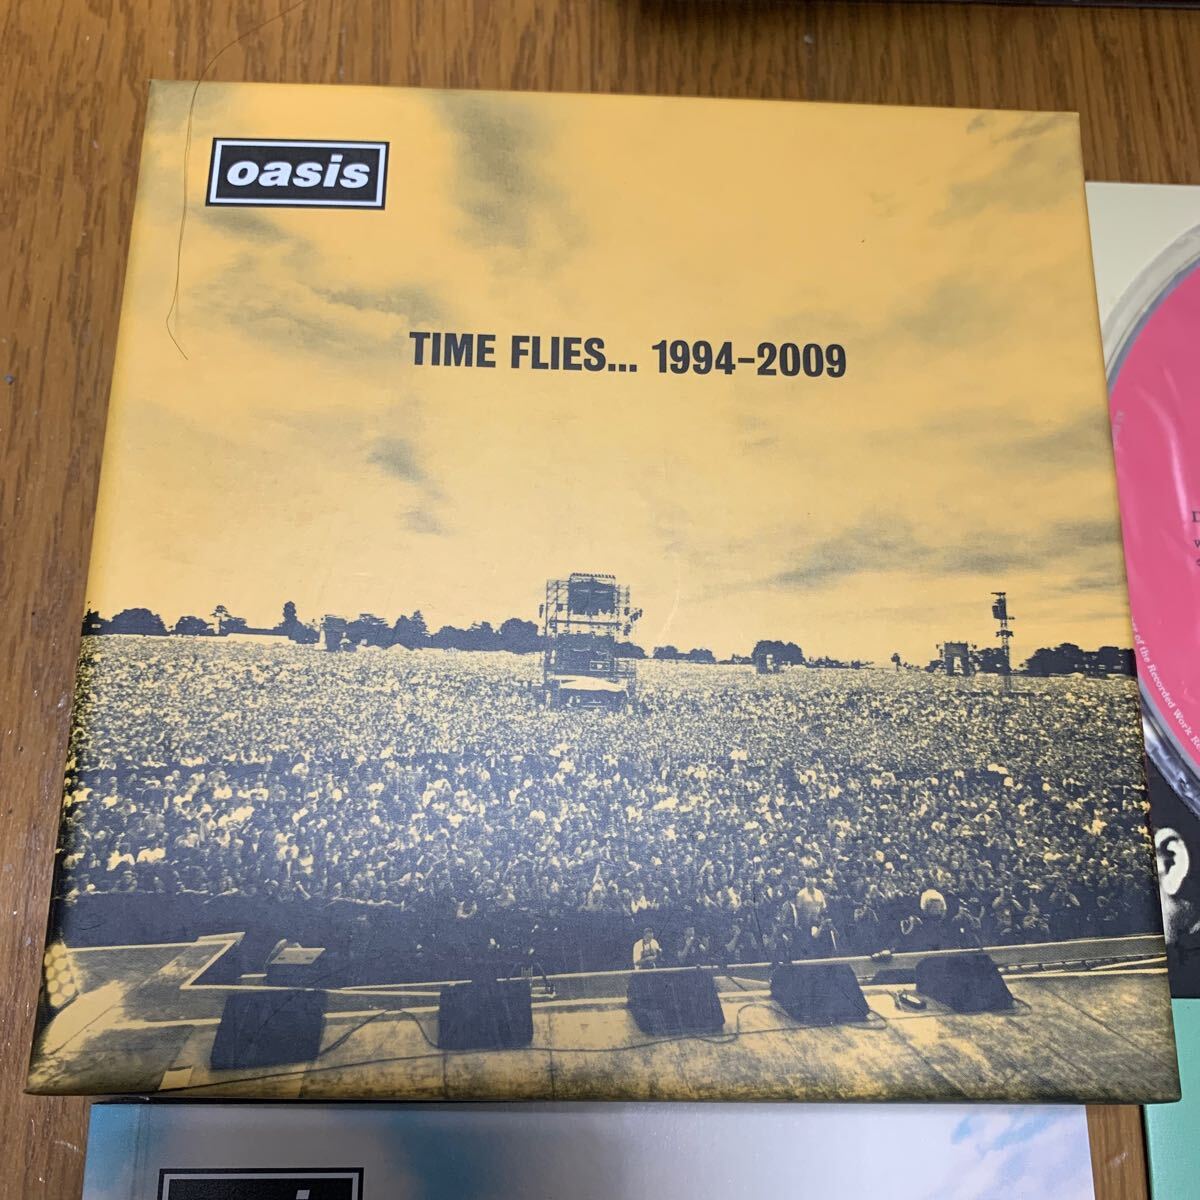 oasis
TIME FLIES... 1994–2009
of the Recorded Work